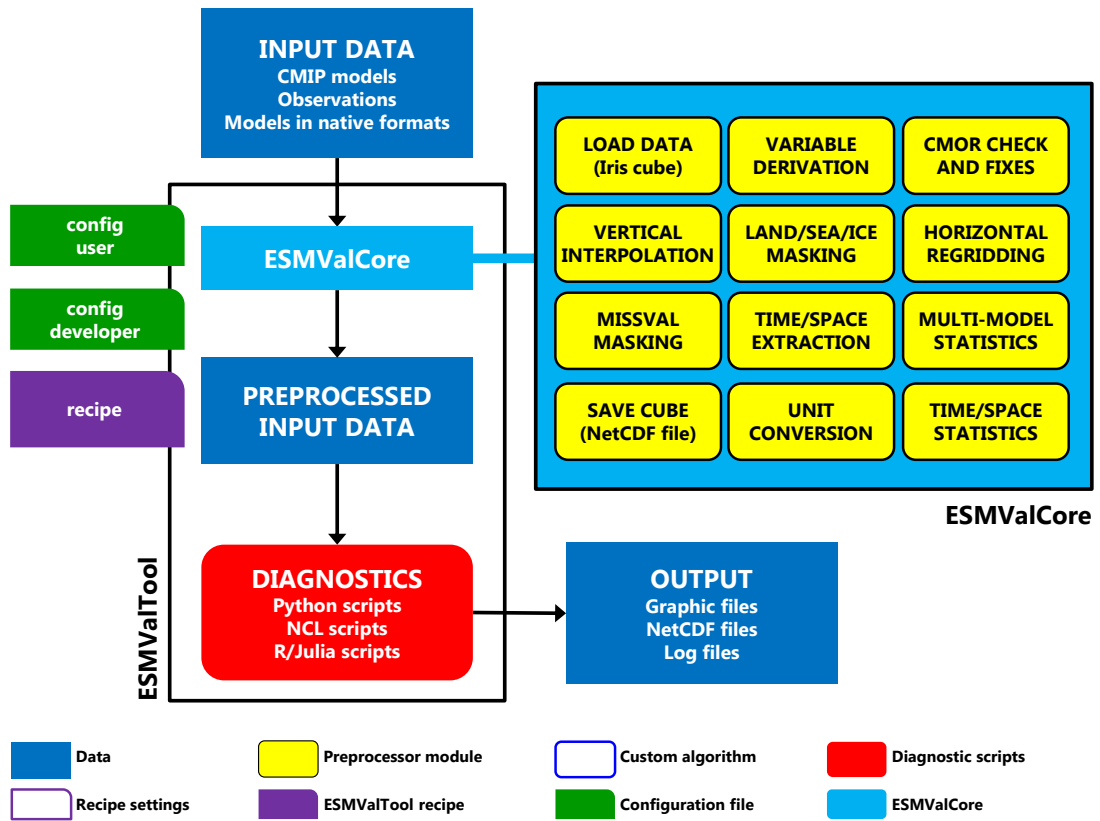 INPUT DATA
CMIP models
Observations
Models in native formats
config
user
config
developer
recipe
ESMValCore
PREPROCESSED
INPUT DATA
DIAGNOSTICS
Python scripts
NCL scripts
R/Julia scripts
ESMValTool
LOAD DATA
(Iris cube)
VARIABLE
DERIVATION
CMOR CHECK
AND FIXES
VERTICAL
INTERPOLATION
LAND/SEA/ICE
MASKING
HORIZONTAL
REGRIDDING
MISSVAL
MASKING
TIME/SPACE
EXTRACTION
MULTI-MODEL
STATISTICS
SAVE CUBE
(NetCDF file)
UNIT
CONVERSION
TIME/SPACE
STATISTICS
ESMValCore
OUTPUT
Graphic files
NetCDF files
Log files
Data
Preprocessor module
Custom algorithm
Diagnostic scripts
Recipe settings
ESMValTool recipe
Configuration file
ESMValCore